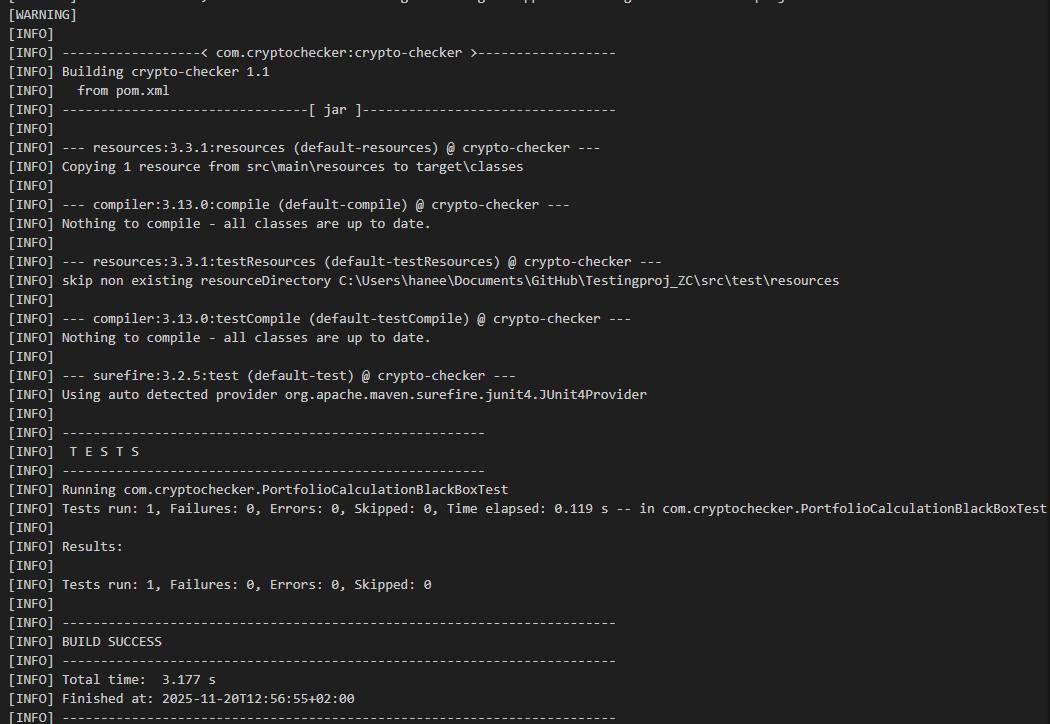 [WARNING]
[INFO]
[INFO] ------------------< com.cryptochecker:crypto-checker >------------------
[INFO] Building crypto-checker 1.1
[INFO]   from pom.xml
[INFO] --------------------------------[ jar ]---------------------------------
[INFO]
[INFO] --- resources:3.3.1:resources (default-resources) @ crypto-checker ---
[INFO] Copying 1 resource from src\main\resources to target\classes
[INFO]
[INFO] --- compiler:3.13.0:compile (default-compile) @ crypto-checker ---
[INFO] Nothing to compile - all classes are up to date.
[INFO]
[INFO] --- resources:3.3.1:testResources (default-testResources) @ crypto-checker ---
[INFO] skip non existing resourceDirectory C:\Users\hanee\Documents\GitHub\Testingproj_ZC\src\test\resources
[INFO]
[INFO] --- compiler:3.13.0:testCompile (default-testCompile) @ crypto-checker ---
[INFO] Nothing to compile - all classes are up to date.
[INFO]
[INFO] --- surefire:3.2.5:test (default-test) @ crypto-checker ---
[INFO] Using auto detected provider org.apache.maven.surefire.junit4.JUnit4Provider
[INFO]
[INFO] -------------------------------------------------------
[INFO]  T E S T S
[INFO] -------------------------------------------------------
[INFO] Running com.cryptochecker.PortfolioCalculationBlackBoxTest
[INFO] Tests run: 1, Failures: 0, Errors: 0, Skipped: 0, Time elapsed: 0.119 s -- in com.cryptochecker.PortfolioCalculationBlackBoxTest
[INFO]
[INFO] Results:
[INFO]
[INFO] Tests run: 1, Failures: 0, Errors: 0, Skipped: 0
[INFO]
[INFO] ------------------------------------------------------------------------
[INFO] BUILD SUCCESS
[INFO] ------------------------------------------------------------------------
[INFO] Total time:  3.177 s
[INFO] Finished at: 2025-11-20T12:56:55+02:00
[INFO] ------------------------------------------------------------------------